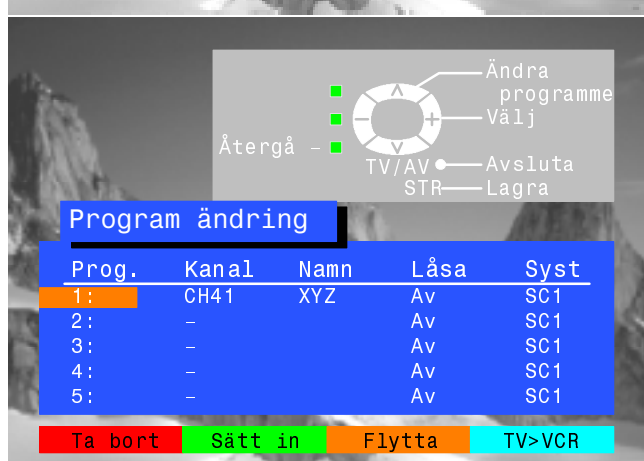 Ändra
programme
Välj
Återgå –
TV/AV Avsluta
STR Lagra
Program ändring
Prog. Kanal Namn Låsa Syst
1: CH41 XYZ Av SC1
2: – Av SC1
3: – Av SC1
4: – Av SC1
5: – Av SC1
Ta bort Sätt in Flytta TV>VCR